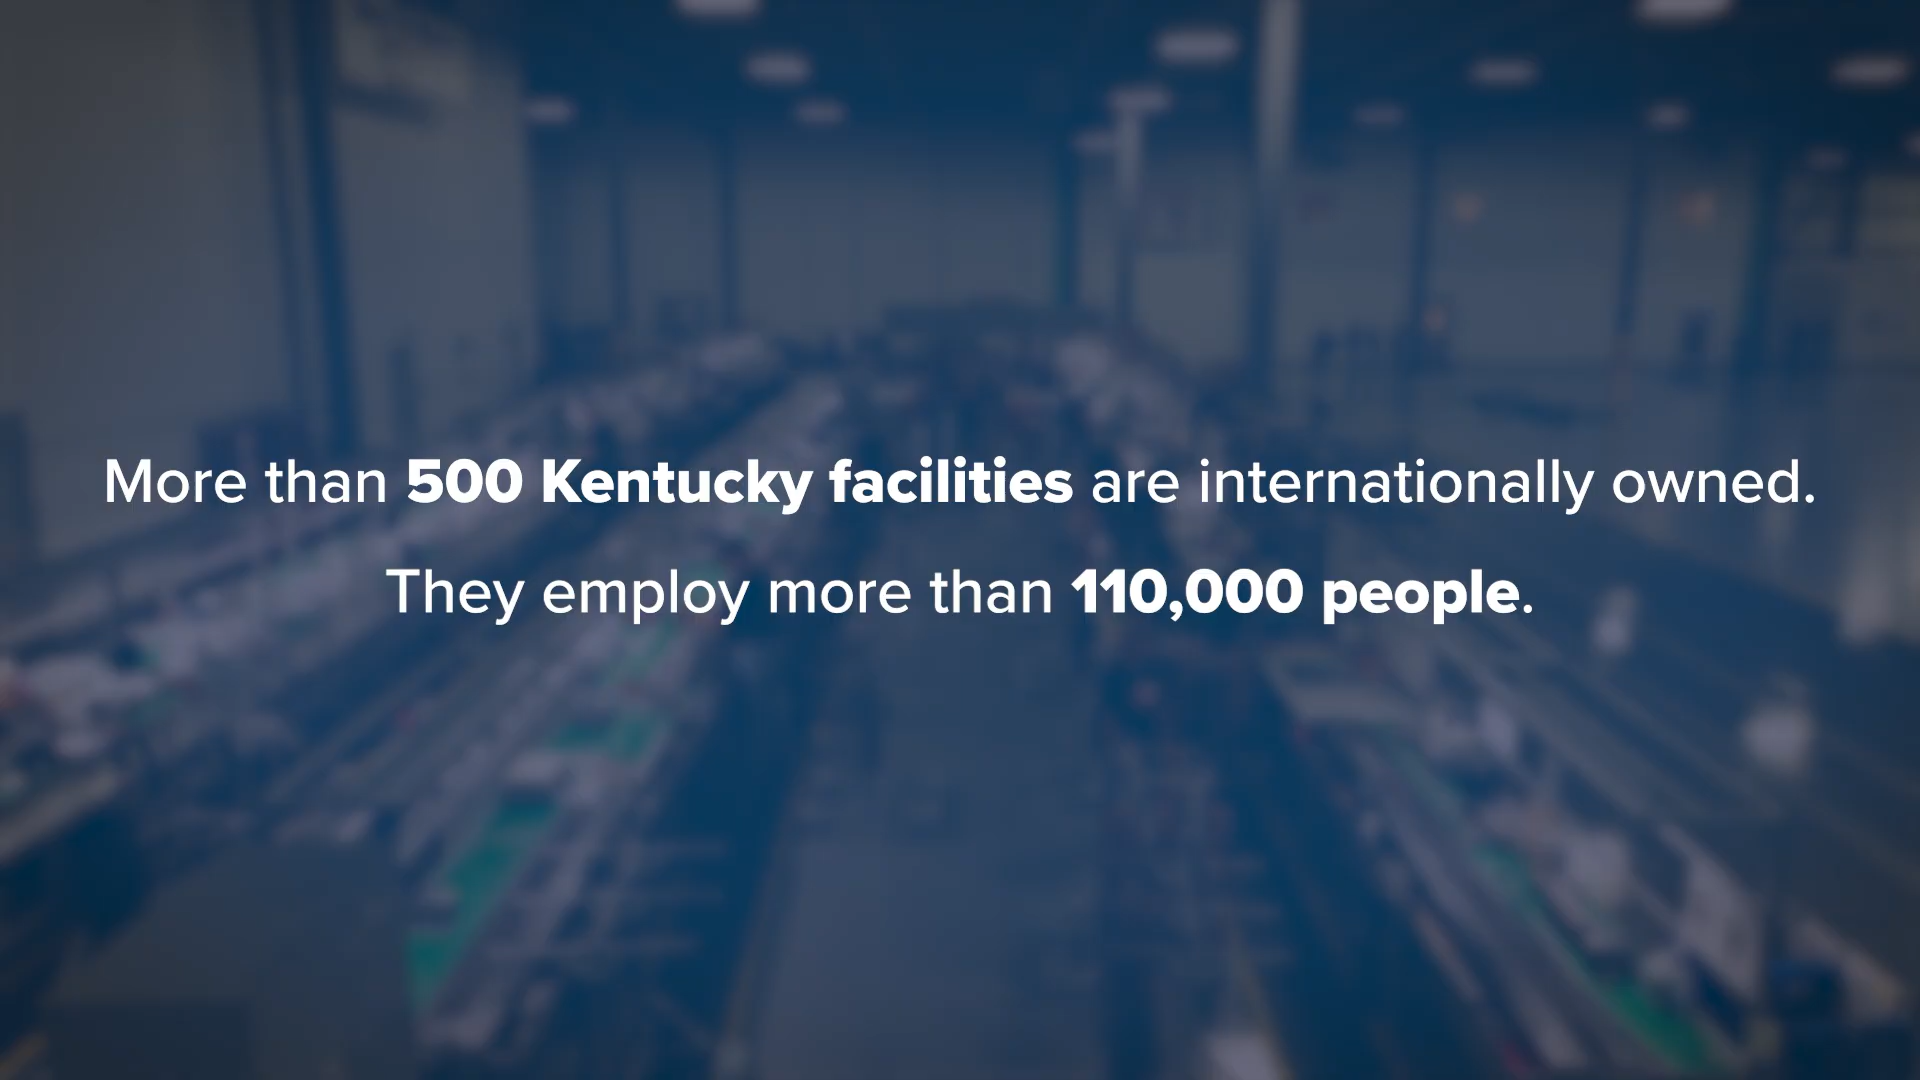 More than 500 Kentucky facilities are internationally owned.
They employ more than 110,000 people.